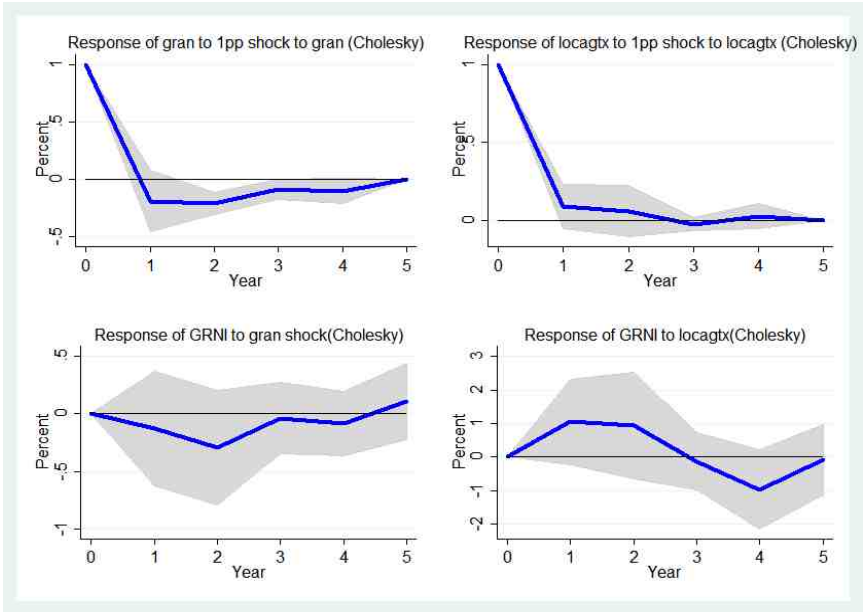 Response of gran to 1pp shock to gran (Cholesky)
Percent
1
.5
0
-.5
0 1 2 3 4 5
Year
Response of locagtx to 1pp shock to locagtx (Cholesky)
Percent
1
.5
0
0 1 2 3 4 5
Year
Response of GRNI to gran shock(Cholesky)
Percent
.5
0
-.5
-1
0 1 2 3 4 5
Year
Response of GRNI to locagtx(Cholesky)
Percent
3
2
1
0
-1
-2
0 1 2 3 4 5
Year